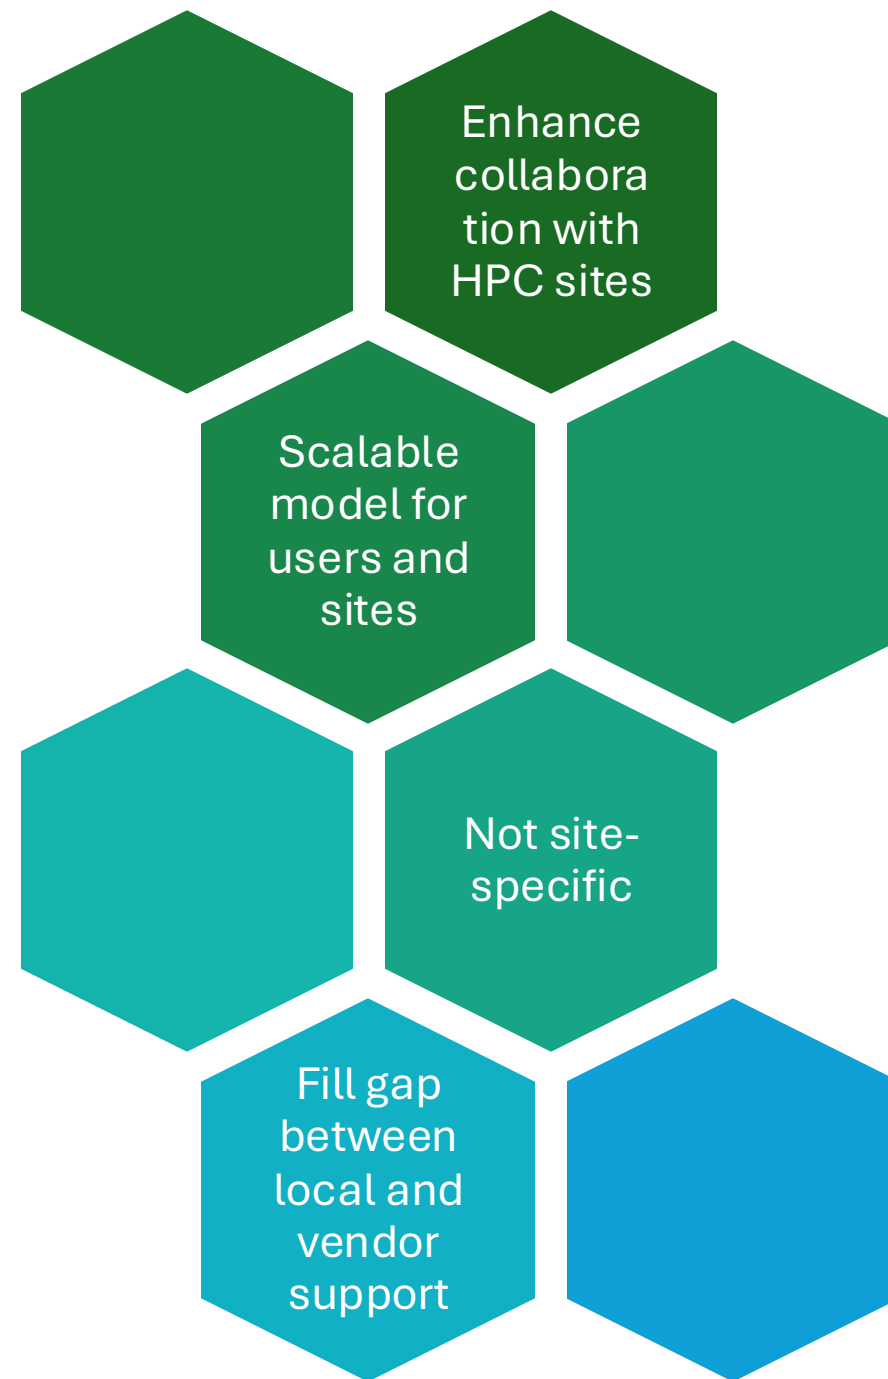 Enhance
collabora
tion with
HPC sites
Scalable
model for
users and
sites
Not site-
specific
Fill gap
between
local and
vendor
support